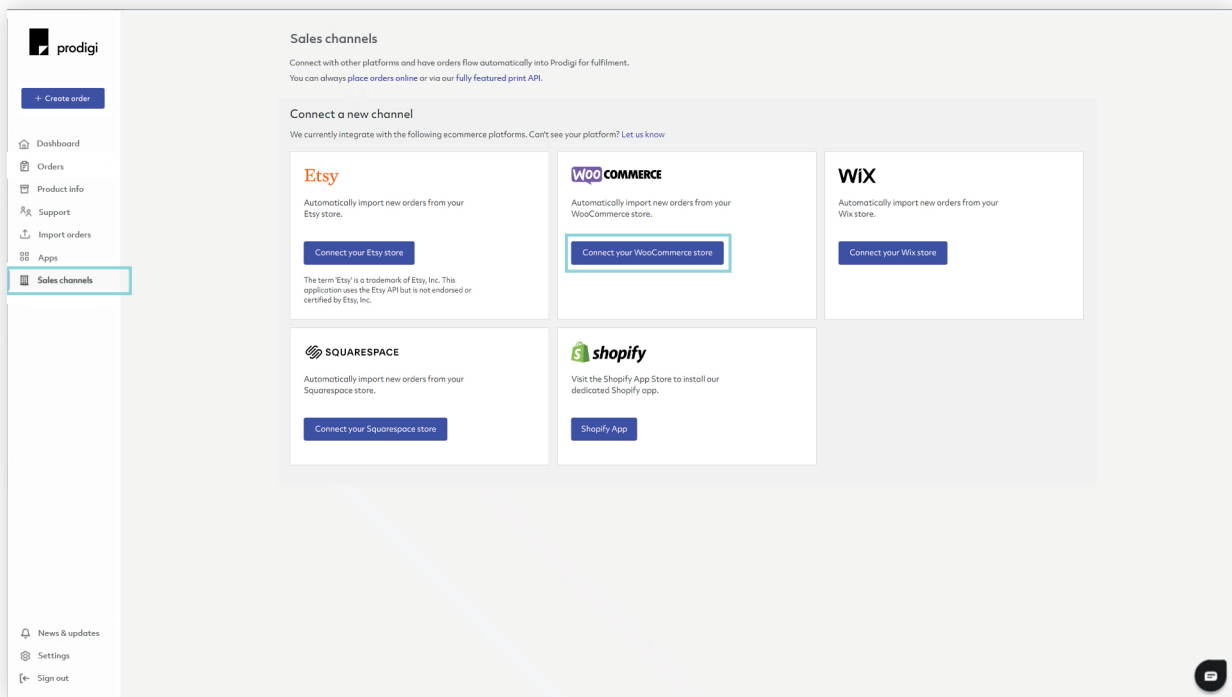 prodigi
+ Create order
Dashboard
Orders
Product info
Support
Import orders
Apps
Sales channels
News & updates
Settings
Sign out
Sales channels
Connect with other platforms and have orders flow automatically into Prodigi for fulfilment.
You can always place orders online or via our fully featured print API.
Connect a new channel
We currently integrate with the following ecommerce platforms. Can't see your platform? Let us know
Etsy
Automatically import new orders from your
Etsy store.
Connect your Etsy store
The term 'Etsy' is a trademark of Etsy, Inc. This
application uses the Etsy API but is not endorsed or
certified by Etsy, Inc.
WOO COMMERCE
Automatically import new orders from your
WooCommerce store.
Connect your WooCommerce store
WiX
Automatically import new orders from your
Wix store.
Connect your Wix store
SQUARESPACE
Automatically import new orders from your
Squarespace store.
Connect your Squarespace store
shopify
Visit the Shopify App Store to install our
dedicated Shopify app.
Shopify App